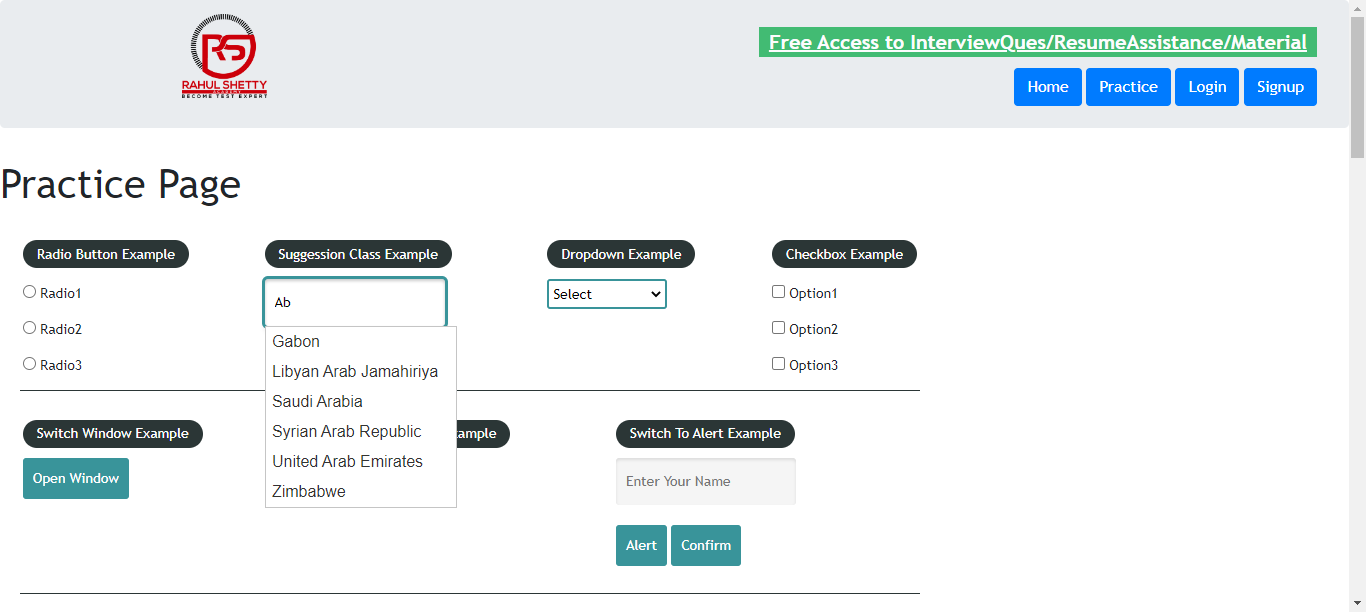 RS
RAHUL SHETTY
ACADEMY
BECOME TEST EXPERT
Free Access to InterviewQues/ResumeAssistance/Material
Home Practice Login Signup
Practice Page
Radio Button Example
Radio1
Radio2
Radio3
Suggession Class Example
Ab
Gabon
Libyan Arab Jamahiriya
Saudi Arabia
Syrian Arab Republic
United Arab Emirates
Zimbabwe
Dropdown Example
Select
Checkbox Example
Option1
Option2
Option3
Switch Window Example
Open Window
Switch To Alert Example
Enter Your Name
Alert Confirm